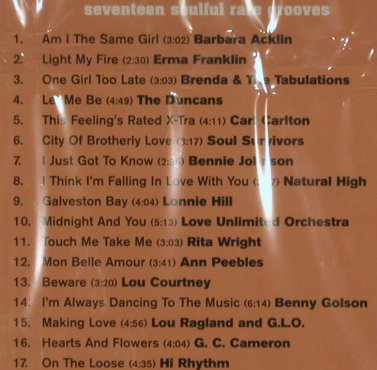 seventeen soulful rare grooves
1. Am I The Same Girl (3:02) Barbara Acklin
2. Light My Fire (2:30) Erma Franklin
3. One Girl Too Late (3:03) Brenda & The Tabulations
4. Let Me Be (4:49) The Duncans
5. This Feeling's Rated X-Tra (4:11) Carl Carlton
6. City Of Brotherly Love (3:17) Soul Survivors
7. I Just Got To Know Bennie Johnson
8. I Think I'm Falling In Love With You Natural High
9. Galveston Bay (4:04) Lonnie Hill
10. Midnight And You (5:13) Love Unlimited Orchestra
11. Touch Me Take Me (3:03) Rita Wright
12. Mon Belle Amour (3:41) Ann Peebles
13. Beware (3:20) Lou Courtney
14. I'm Always Dancing To The Music (6:14) Benny Golson
15. Making Love (4:56) Lou Ragland and G.L.O.
16. Hearts And Flowers (4:04) G. C. Cameron
17. On The Loose (4:35) Hi Rhythm